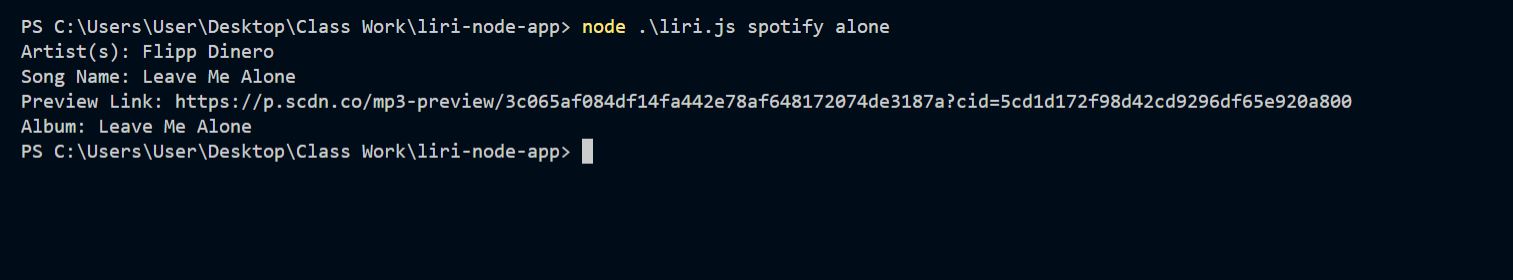 PS C:\Users\User\Desktop\Class Work\liri-node-app> node .\liri.js spotify alone
Artist(s): Flipp Dinero
Song Name: Leave Me Alone
Preview Link: https://p.scdn.co/mp3-preview/3c065af084df14fa442e78af648172074de3187a?cid=5cd1d172f98d42cd9296df65e920a800
Album: Leave Me Alone
PS C:\Users\User\Desktop\Class Work\liri-node-app>